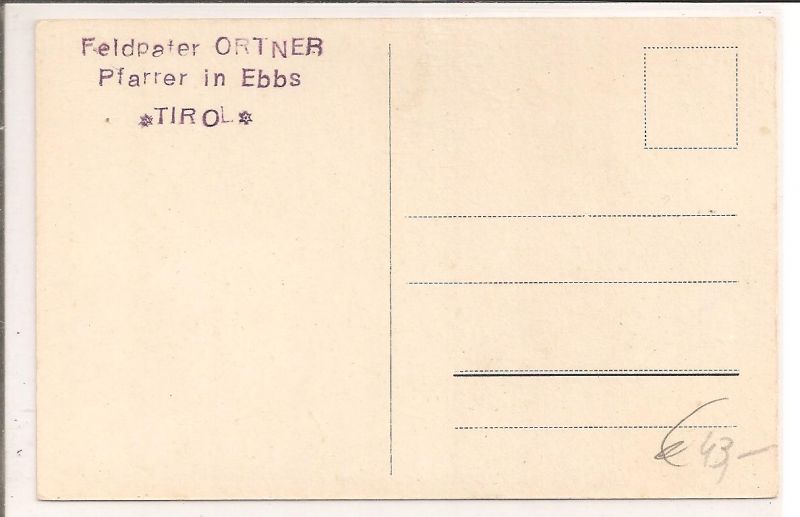 Feldpater ORTNER
Pfarrer in Ebbs
*TIROL*
€ 43,-